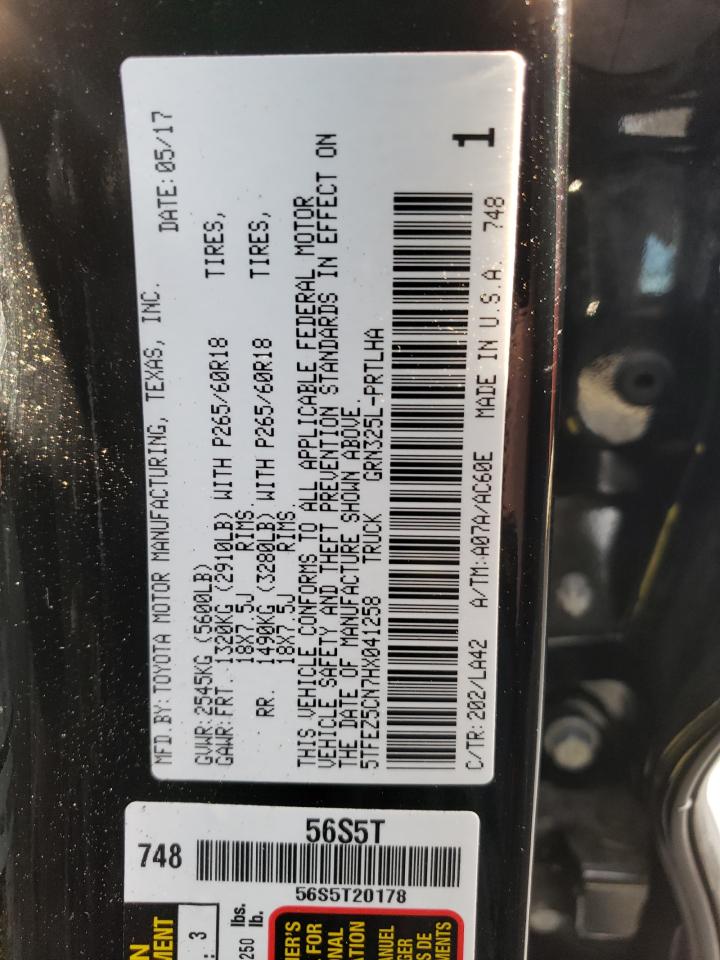 MFD.BY: TOYOTA MOTOR MANUFACTURING, TEXAS, INC. DATE: 05/17
GVWR: 2545KG (5600LB)
GAWR: FRT. 1320KG (2910LB) WITH P265/60R18 TIRES,
18X7.5J RIMS,
RR. 1490KG (3280LB) WITH P265/60R18 TIRES,
18X7.5J RIMS.
THIS VEHICLE CONFORMS TO ALL APPLICABLE FEDERAL MOTOR
VEHICLE SAFETY AND THEFT PREVENTION STANDARDS IN EFFECT ON
THE DATE OF MANUFACTURE SHOWN ABOVE.
5TFEZ5CN7HX041258 TRUCK GRN325L-PRTLHA
1
C/TR: 202/LA42 A/TM: A07A/AC60E MADE IN U.S.A. 748
56S5T
748
56S5T20178
: 3
lbs.
250 lb.